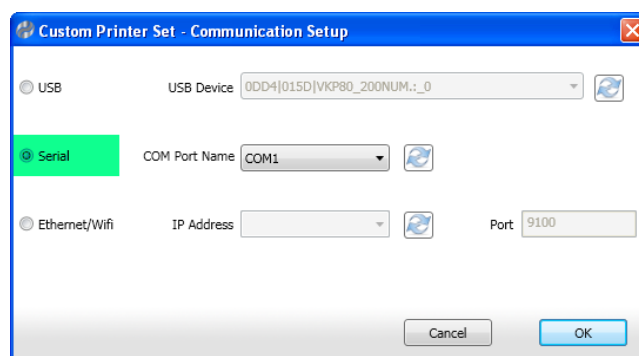 Custom Printer Set - Communication Setup
USB USB Device 0DD4|015D|VKP80_200NUM.:_0
Serial COM Port Name COM1
Ethernet/Wifi IP Address Port 9100
Cancel OK